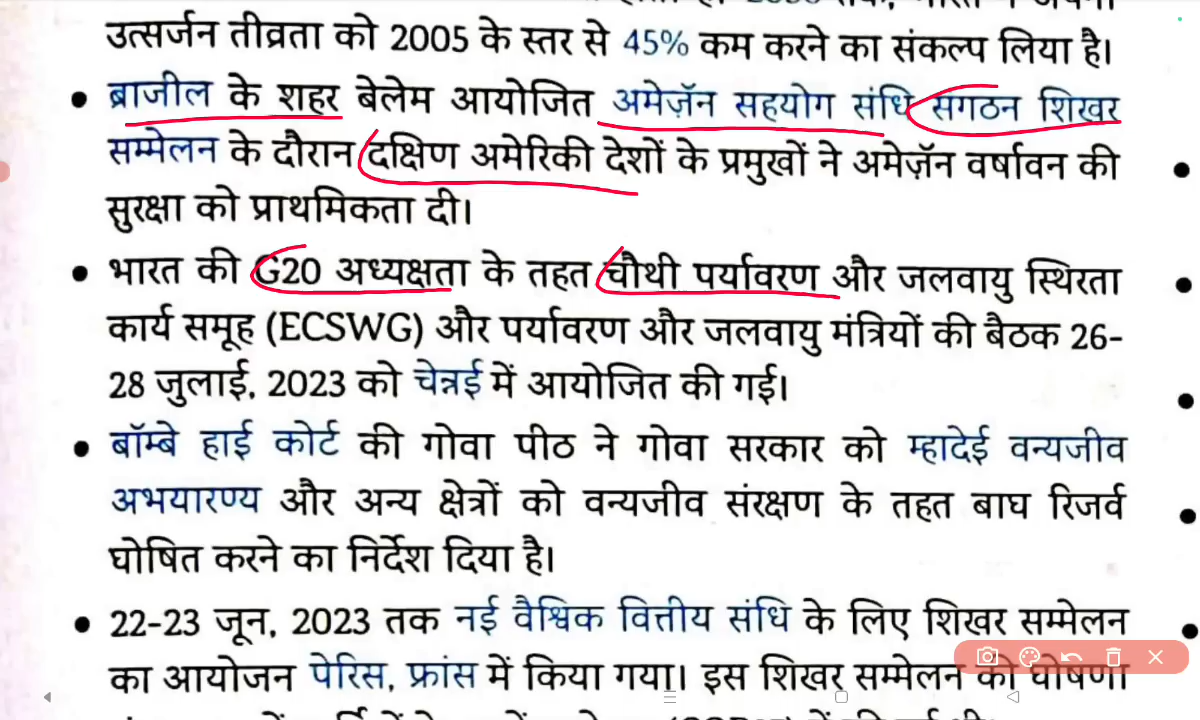 उत्सर्जन तीव्रता को 2005 के स्तर से 45% कम करने का संकल्प लिया है।
• ब्राजील के शहर बेलेम आयोजित अमेज़ॅन सहयोग संधि संगठन शिखर
सम्मेलन के दौरान दक्षिण अमेरिकी देशों के प्रमुखों ने अमेज़ॅन वर्षावन की
सुरक्षा को प्राथमिकता दी।
• भारत की G20 अध्यक्षता के तहत चौथी पर्यावरण और जलवायु स्थिरता
कार्य समूह (ECSWG) और पर्यावरण और जलवायु मंत्रियों की बैठक 26-
28 जुलाई, 2023 को चेन्नई में आयोजित की गई।
• बॉम्बे हाई कोर्ट की गोवा पीठ ने गोवा सरकार को म्हादेई वन्यजीव
अभयारण्य और अन्य क्षेत्रों को वन्यजीव संरक्षण के तहत बाघ रिजर्व
घोषित करने का निर्देश दिया है।
• 22-23 जून, 2023 तक नई वैश्विक वित्तीय संधि के लिए शिखर सम्मेलन
का आयोजन पेरिस, फ्रांस में किया गया। इस शिखर सम्मेलन की घोषणा